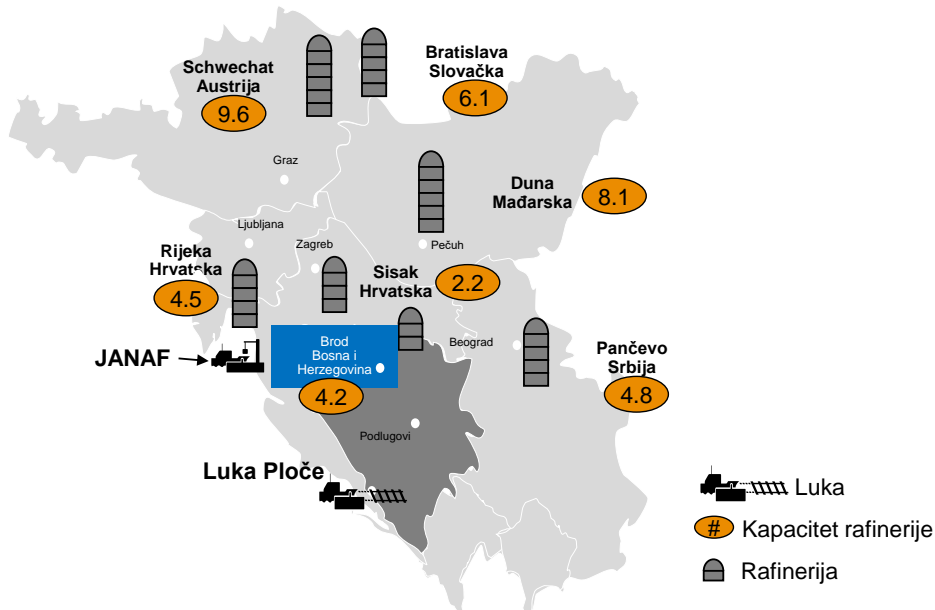 Schwechat
Austrija
9.6
Bratislava
Slovačka
6.1
Graz
Duna
Mađarska
8.1
Ljubljana
Zagreb
Pečuh
Rijeka
Hrvatska
4.5
Sisak
Hrvatska
2.2
JANAF
Brod
Bosna i
Herzegovina
4.2
Beograd
Pančevo
Srbija
4.8
Podlugovi
Luka Ploče
Luka
# Kapacitet rafinerije
Rafinerija